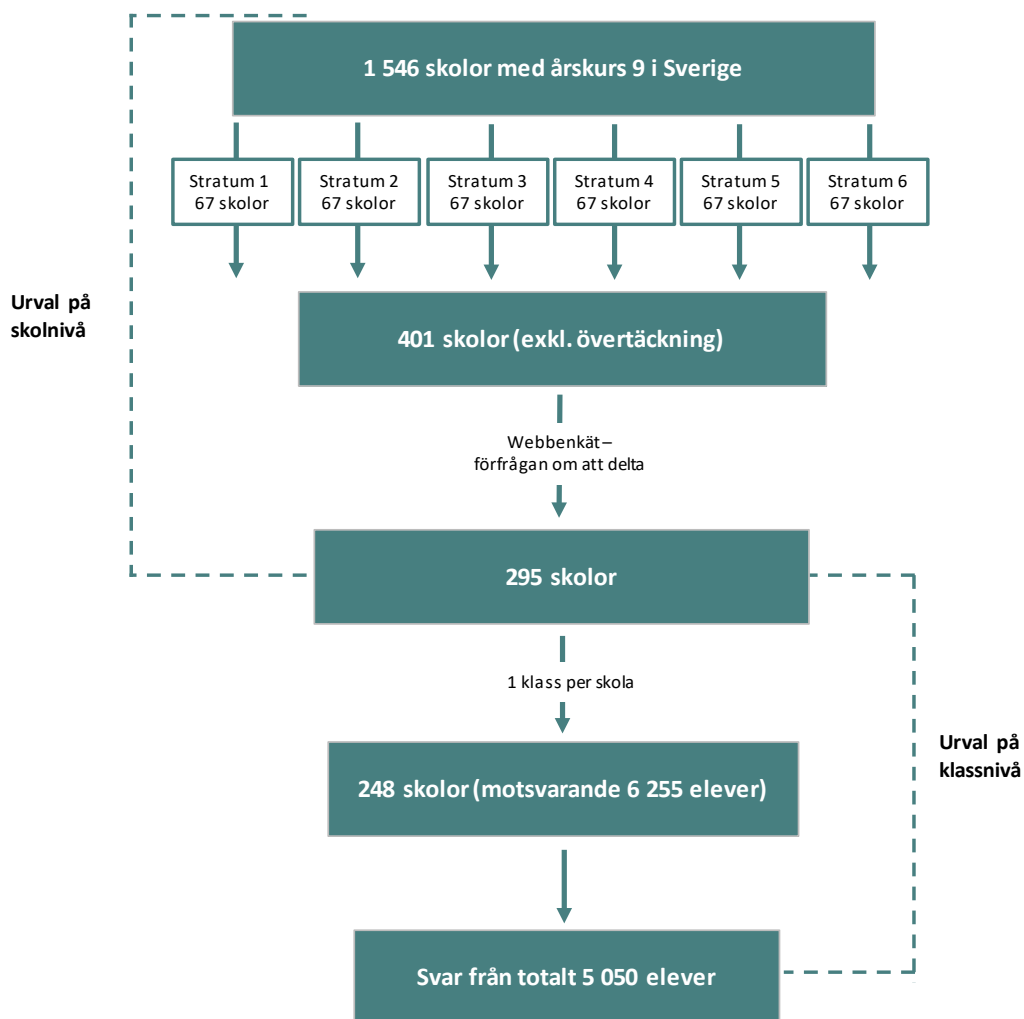 1 546 skolor med årskurs 9 i Sverige
Stratum 1
67 skolor
Stratum 2
67 skolor
Stratum 3
67 skolor
Stratum 4
67 skolor
Stratum 5
67 skolor
Stratum 6
67 skolor
Urval på
skolnivå
401 skolor (exkl. övertäckning)
Webbenkät –
förfrågan om att delta
295 skolor
1 klass per skola
Urval på
klassnivå
248 skolor (motsvarande 6 255 elever)
Svar från totalt 5 050 elever